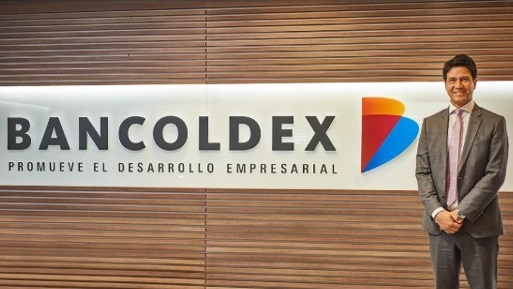 BANCOLDEX
PROMUEVE EL DESARROLLO EMPRESARIAL